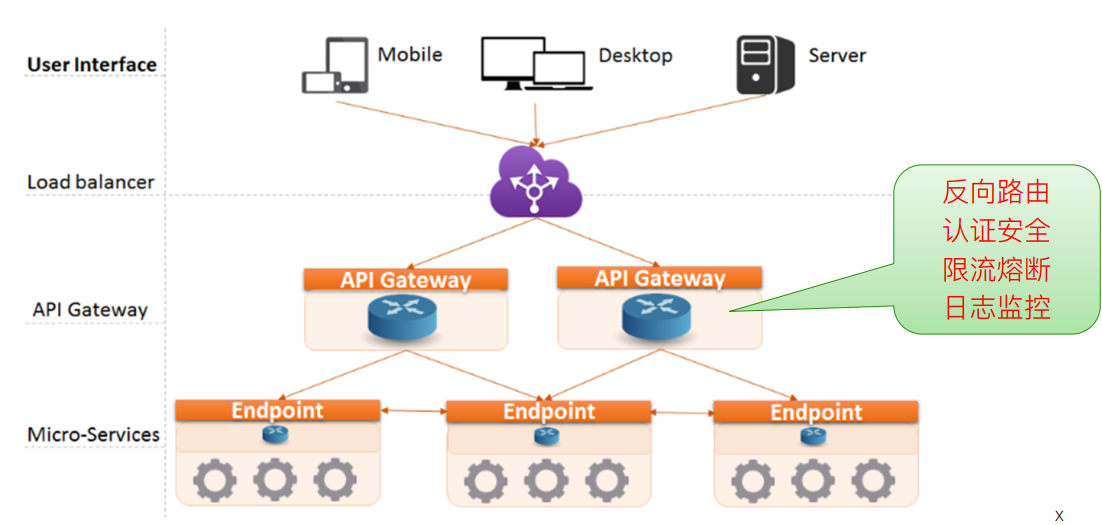 User Interface
Mobile
Desktop
Server
Load balancer
反向路由
认证安全
限流熔断
日志监控
API Gateway
API Gateway
API Gateway
Endpoint
Endpoint
Endpoint
Micro-Services
X